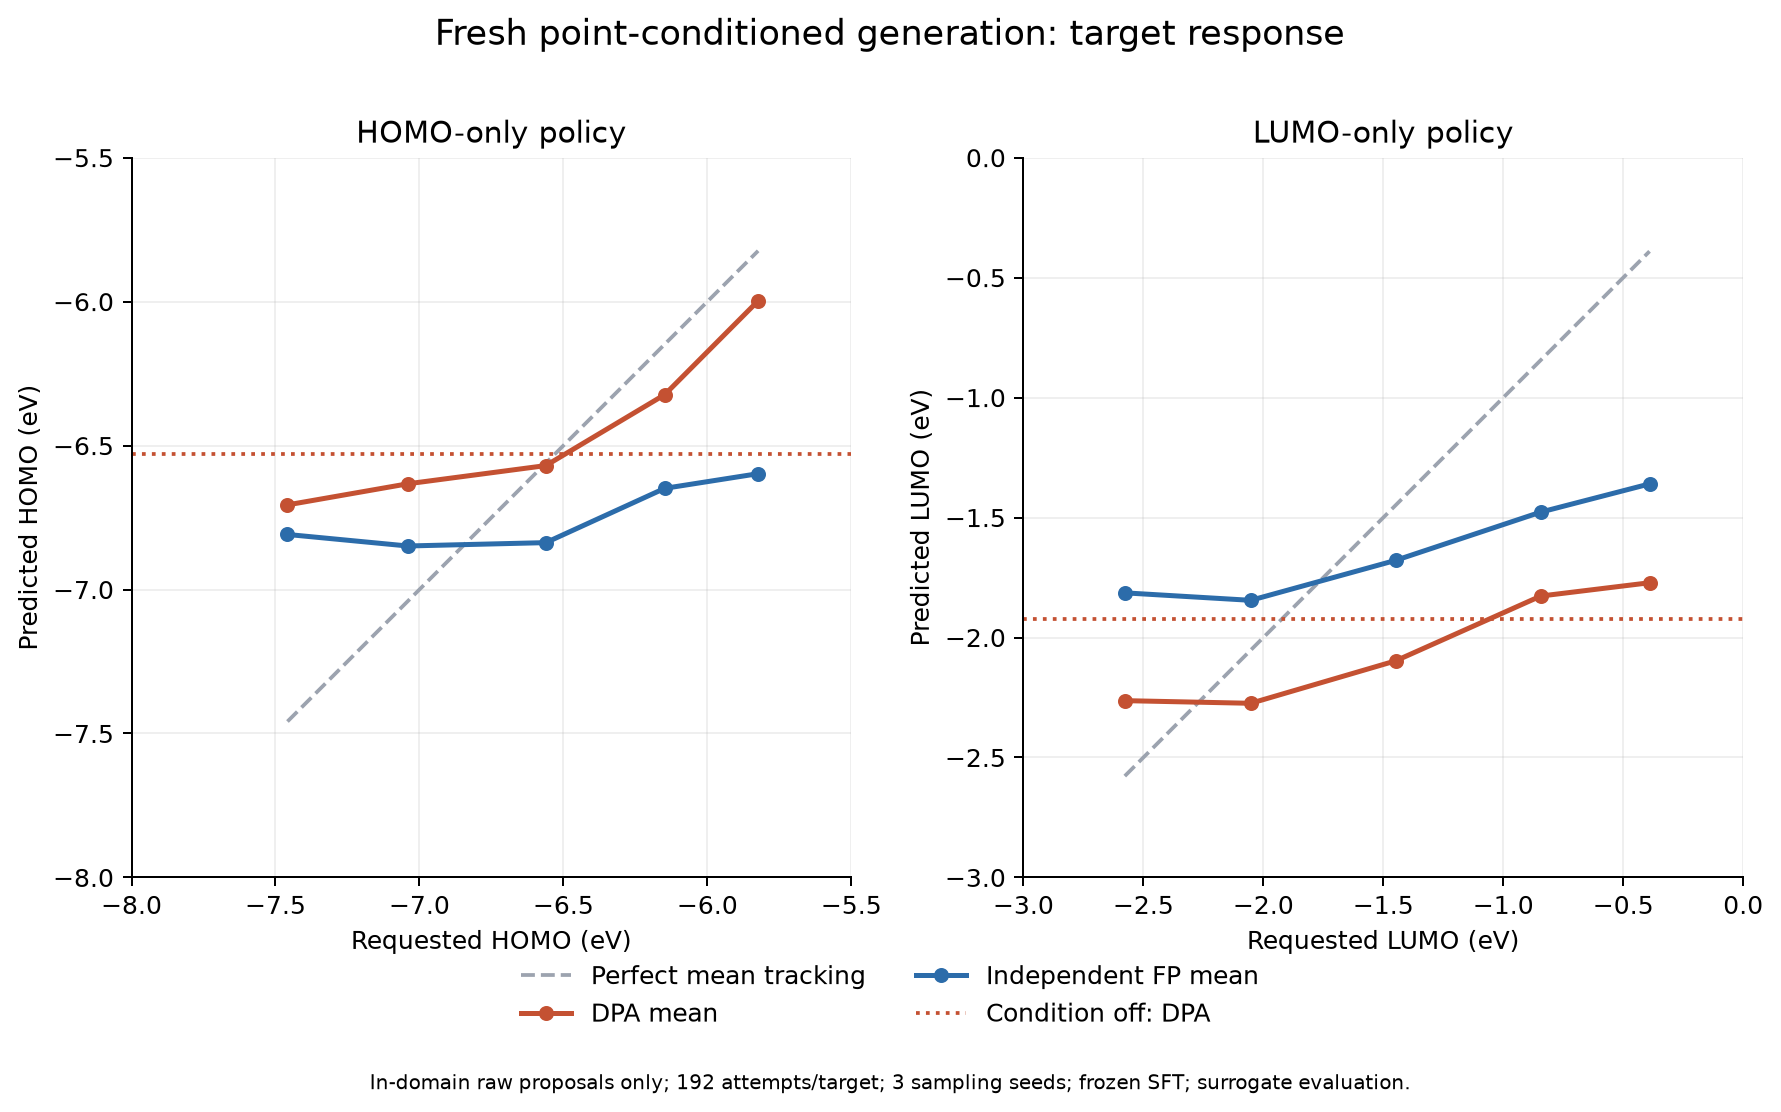 Fresh point-conditioned generation: target response
HOMO-only policy
−5.5
−6.0
−6.5
−7.0
−7.5
−8.0
Predicted HOMO (eV)
−8.0 −7.5 −7.0 −6.5 −6.0 −5.5
Requested HOMO (eV)
LUMO-only policy
0.0
−0.5
−1.0
−1.5
−2.0
−2.5
−3.0
Predicted LUMO (eV)
−3.0 −2.5 −2.0 −1.5 −1.0 −0.5 0.0
Requested LUMO (eV)
Perfect mean tracking
DPA mean
Independent FP mean
Condition off: DPA
In-domain raw proposals only; 192 attempts/target; 3 sampling seeds; frozen SFT; surrogate evaluation.